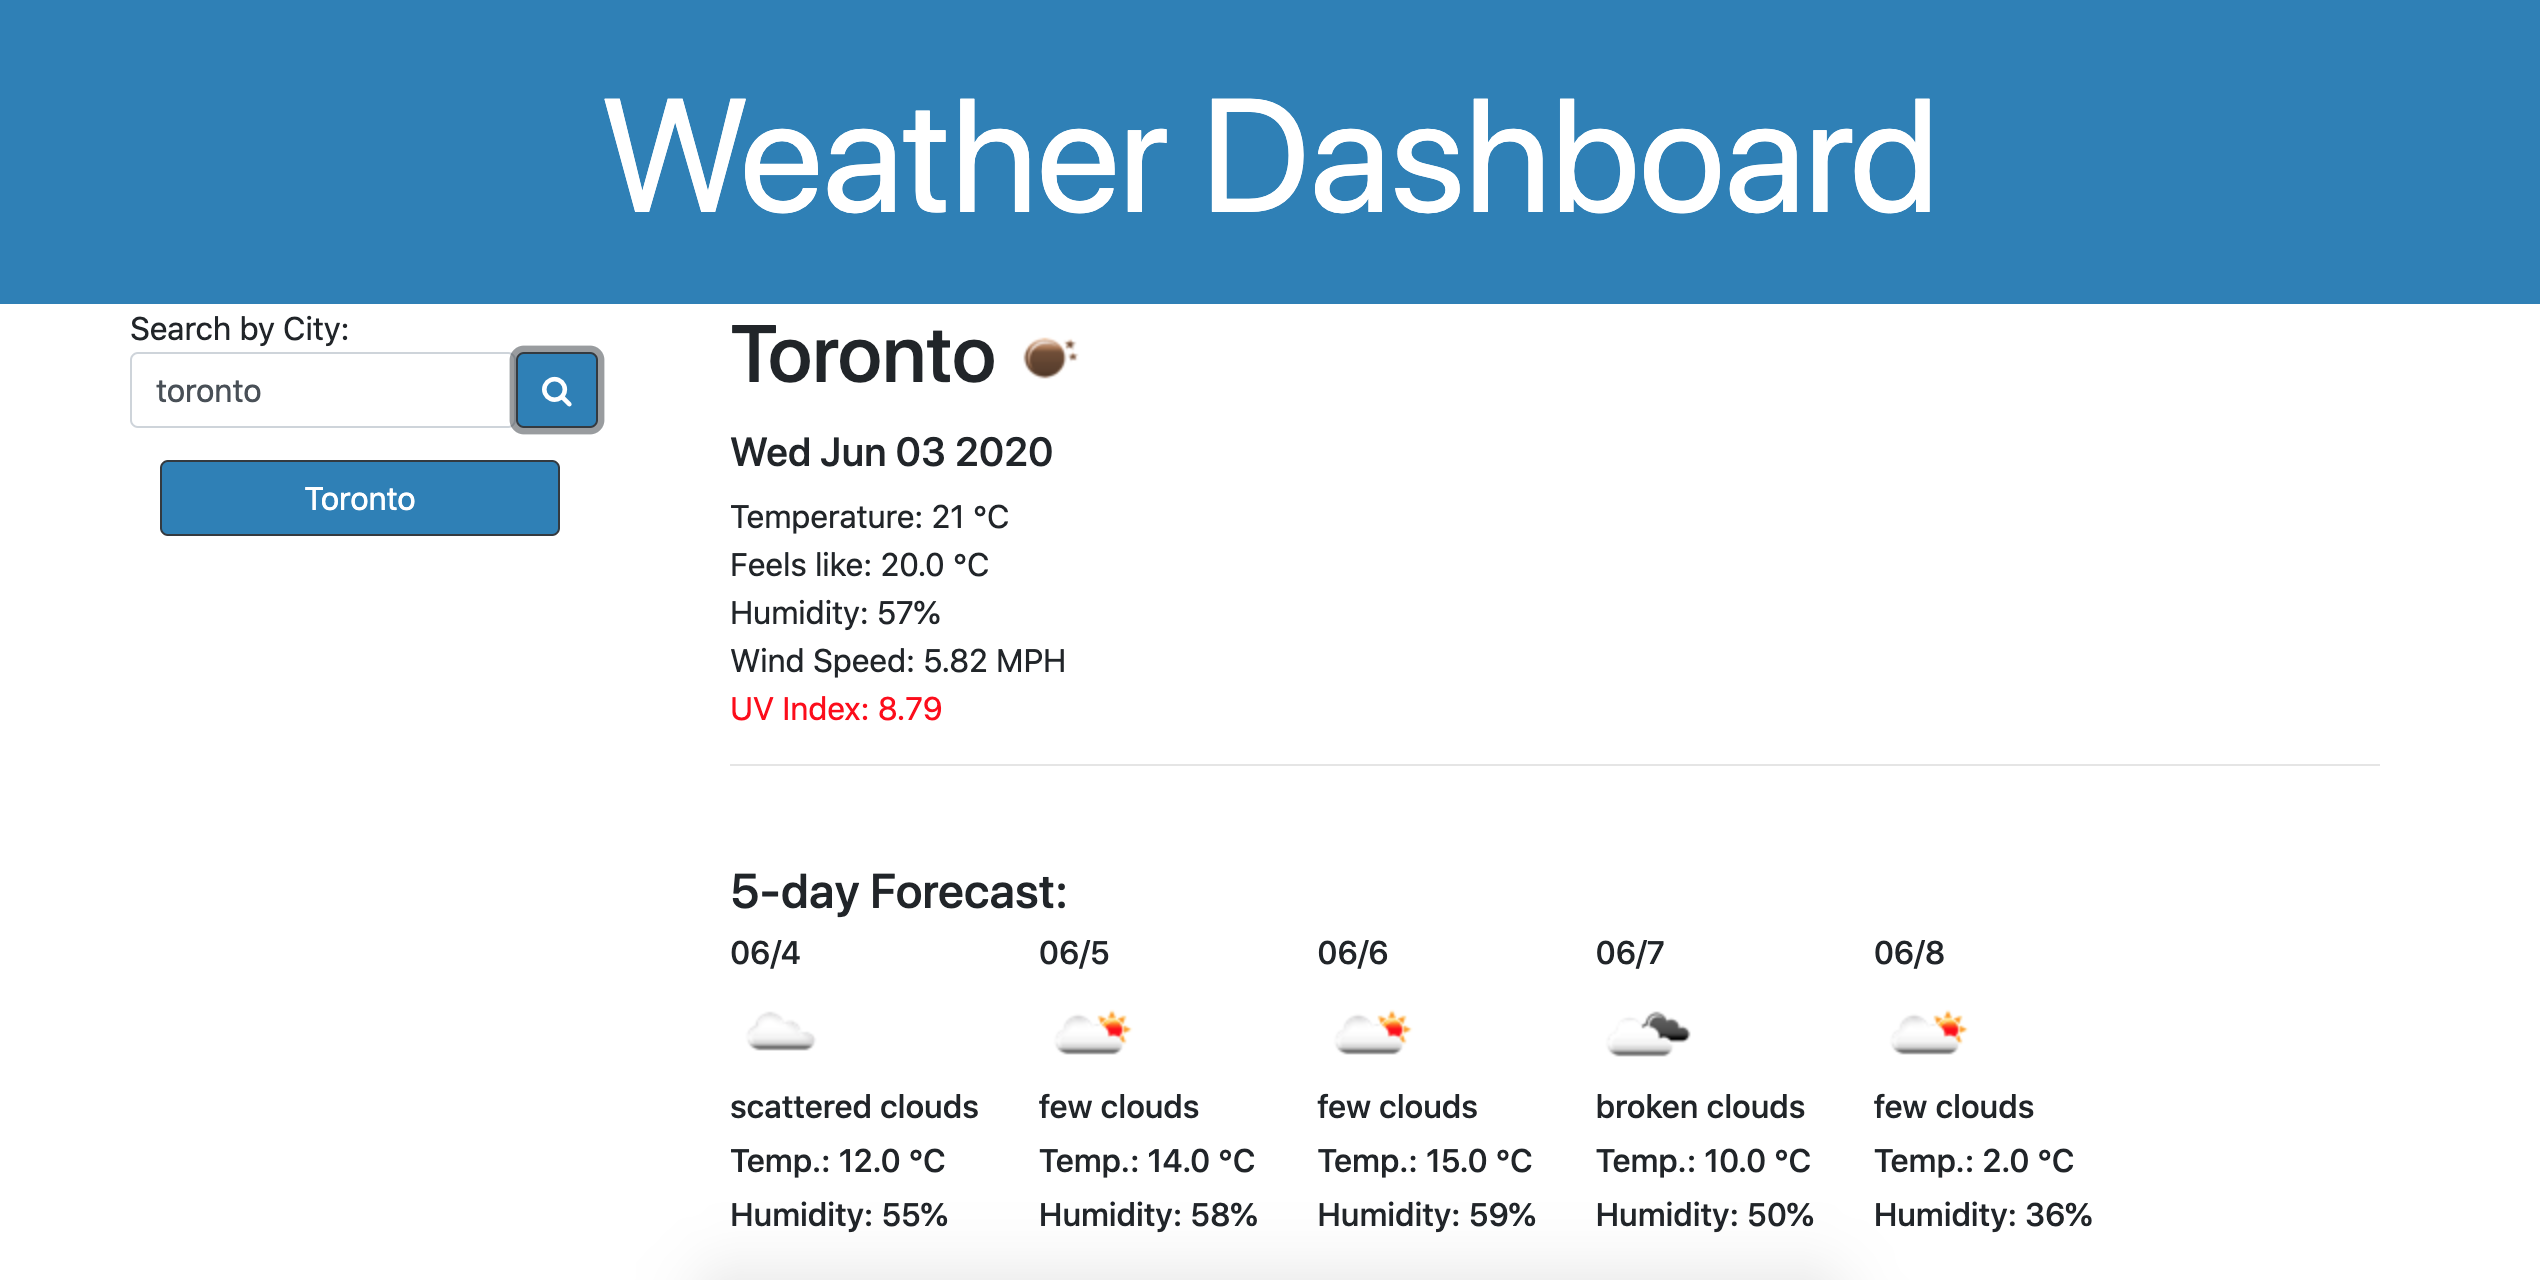 Weather Dashboard
Search by City:
toronto
Toronto
Toronto
Wed Jun 03 2020
Temperature: 21 °C
Feels like: 20.0 °C
Humidity: 57%
Wind Speed: 5.82 MPH
UV Index: 8.79
5-day Forecast:
06/4 06/5 06/6 06/7 06/8
scattered clouds few clouds few clouds broken clouds few clouds
Temp.: 12.0 °C Temp.: 14.0 °C Temp.: 15.0 °C Temp.: 10.0 °C Temp.: 2.0 °C
Humidity: 55% Humidity: 58% Humidity: 59% Humidity: 50% Humidity: 36%